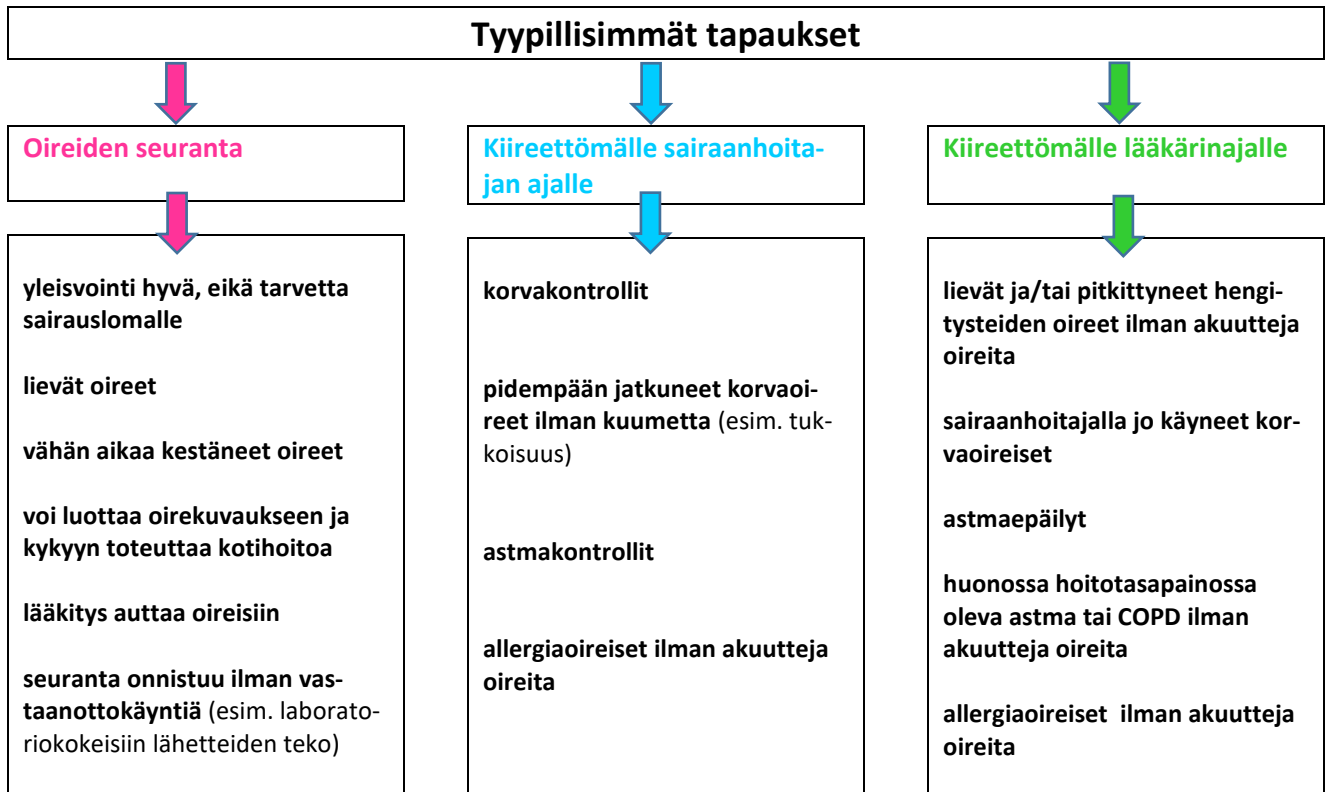 Tyypillisimmät tapaukset
Oireiden seuranta
yleisvointi hyvä, eikä tarvetta
sairauslomalle
lievät oireet
vähän aikaa kestäneet oireet
voi luottaa oirekuvaukseen ja
kykyyn toteuttaa kotihoitoa
lääkitys auttaa oireisiin
seuranta onnistuu ilman vas-
taanottokäyntiä (esim. laborato-
riokokeisiin lähetteiden teko)
Kiireettömälle sairaanhoita-
jan ajalle
korvakontrollit
pidempään jatkuneet korvaoi-
reet ilman kuumetta (esim. tuk-
koisuus)
astmakontrollit
allergiaoireiset ilman akuutteja
oireita
Kiireettömälle lääkärinajalle
lievät ja/tai pitkittyneet hengi-
tysteiden oireet ilman akuutteja
oireita
sairaanhoitajalla jo käyneet kor-
vaoireiset
astmaepäilyt
huonossa hoitotasapainossa
oleva astma tai COPD ilman
akuutteja oireita
allergiaoireiset  ilman akuutteja
oireita